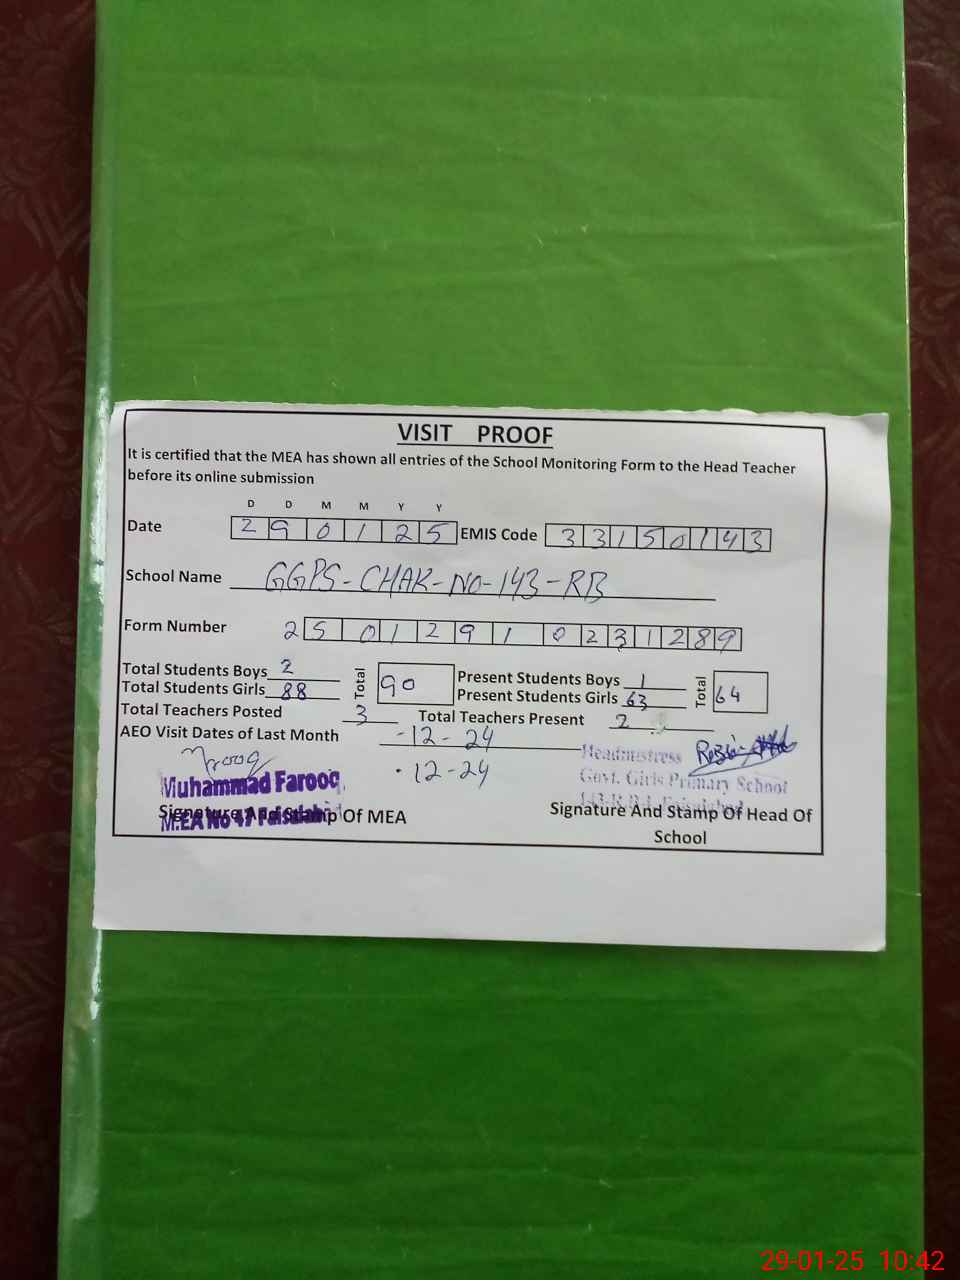 VISIT PROOF
It is certified that the MEA has shown all entries of the School Monitoring Form to the Head Teacher
before its online submission
D D M M Y Y
Date 2 9 0 1 2 5 EMIS Code 3 3 1 5 0 1 4 3
School Name GGPS-CHAK-NO-143-RB
Form Number 2 5 0 1 2 9 1 0 2 3 1 2 8 9
Total Students Boys 2 Total 90 Present Students Boys 1 Total 64
Total Students Girls 88 Present Students Girls 63
Total Teachers Posted 3 Total Teachers Present 2
AEO Visit Dates of Last Month -12-24
-12-24
Headmistress
Govt. Girls Primary School
143-R.B
Farooq
Muhammad Farooq
M.E.A No 47 Faisalabad
Signature And Stamp Of MEA
Signature And Stamp Of Head Of
School
29-01-25 10:42